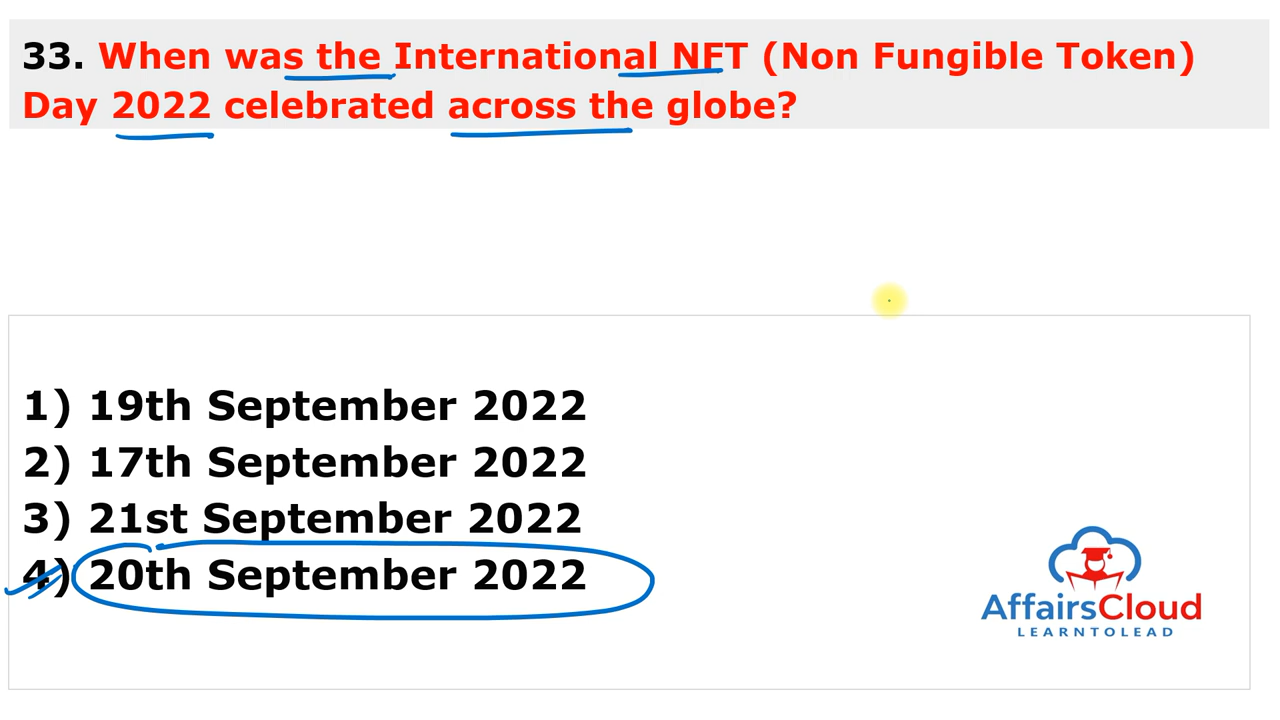 33. When was the International NFT (Non Fungible Token)
Day 2022 celebrated across the globe?
1) 19th September 2022
2) 17th September 2022
3) 21st September 2022
4) 20th September 2022
AffairsCloud
LEARNTOLEAD